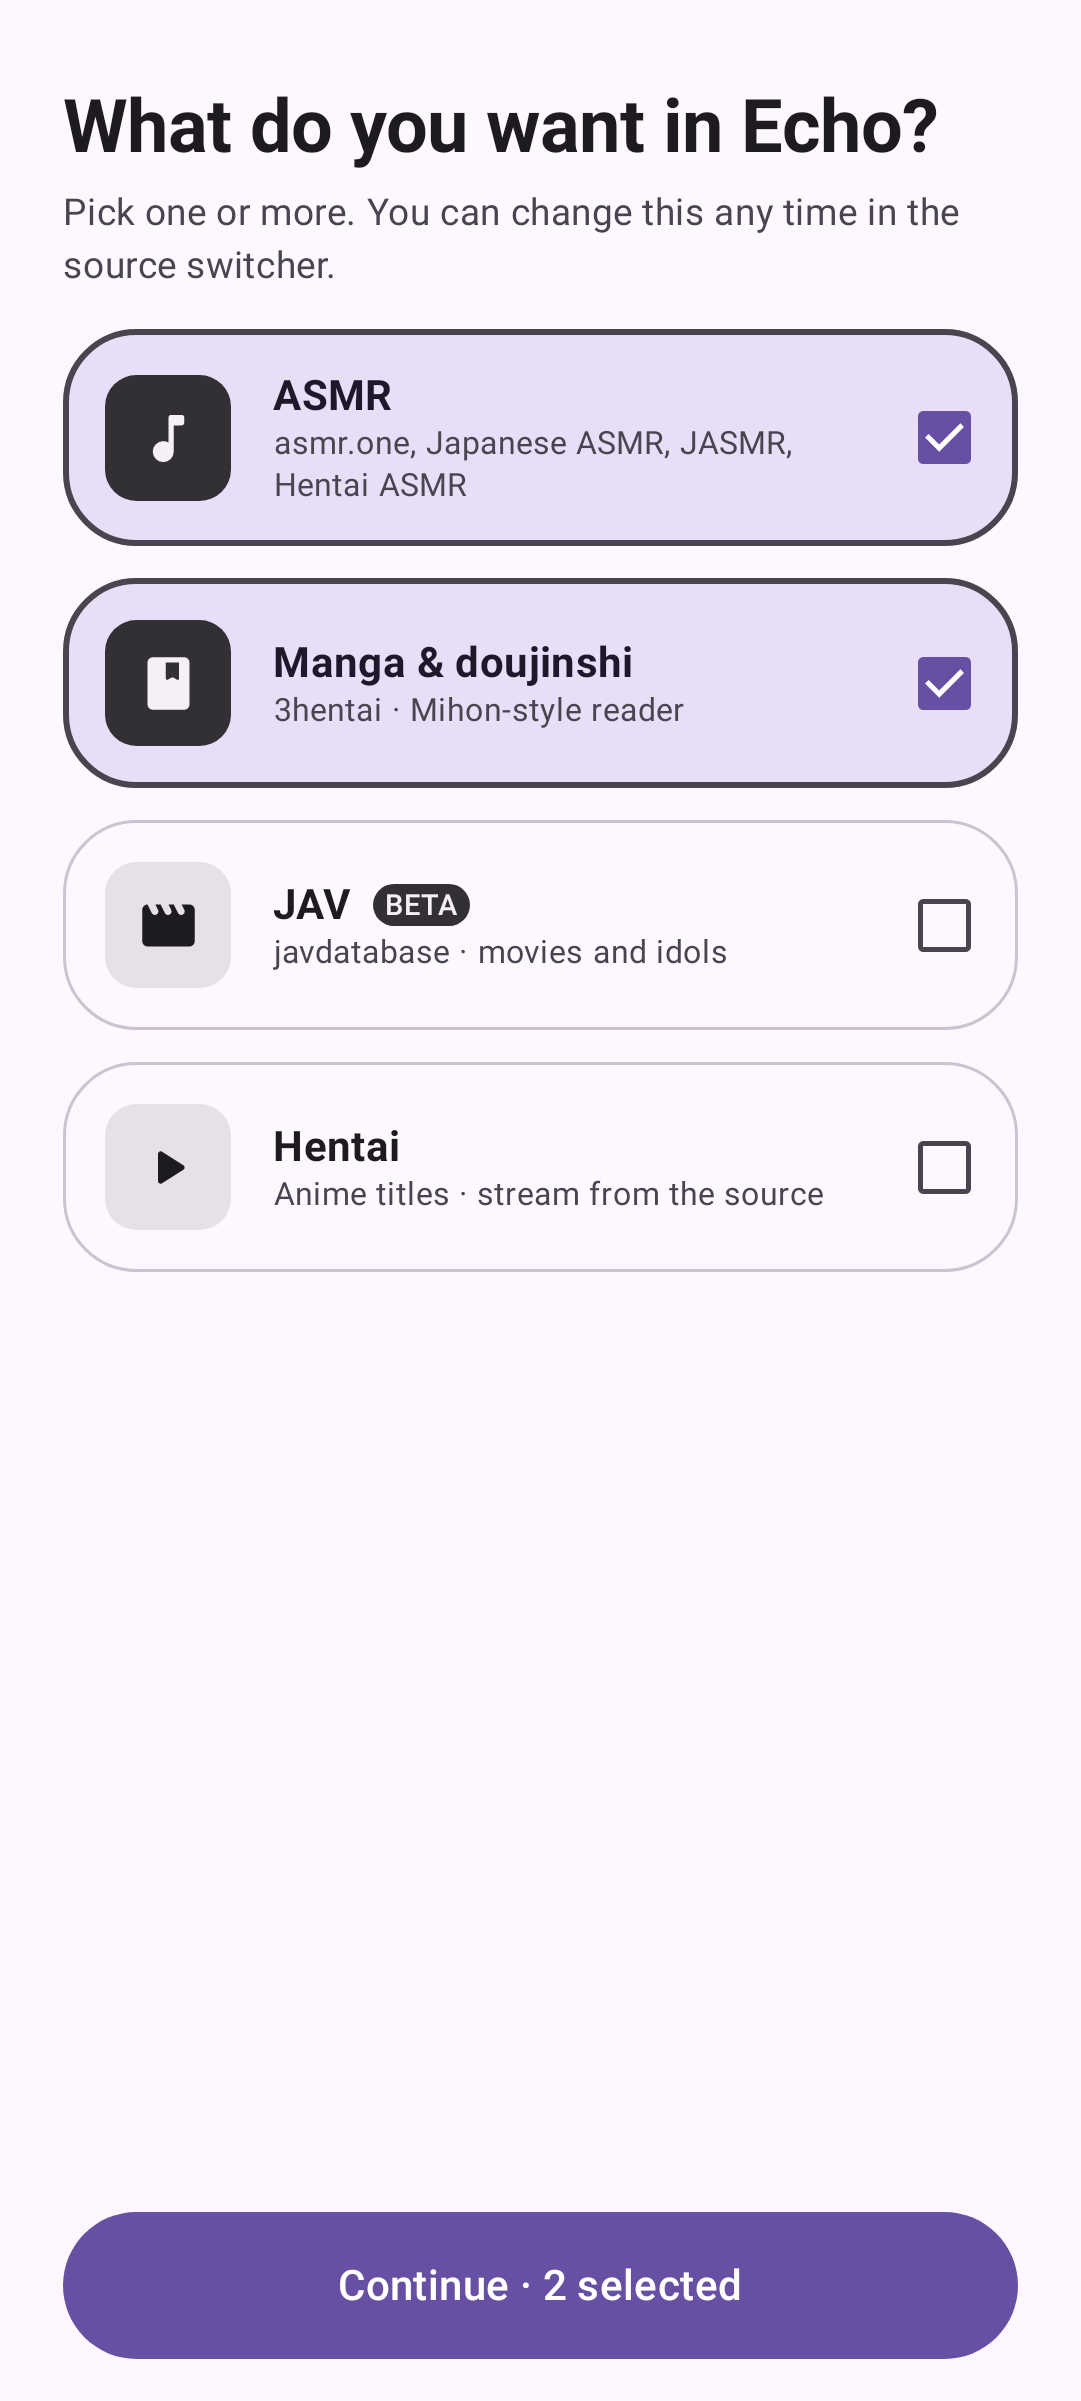 What do you want in Echo?
Pick one or more. You can change this any time in the
source switcher.
ASMR
asmr.one, Japanese ASMR, JASMR,
Hentai ASMR
Manga & doujinshi
3hentai · Mihon-style reader
JAV BETA
javdatabase · movies and idols
Hentai
Anime titles · stream from the source
Continue · 2 selected